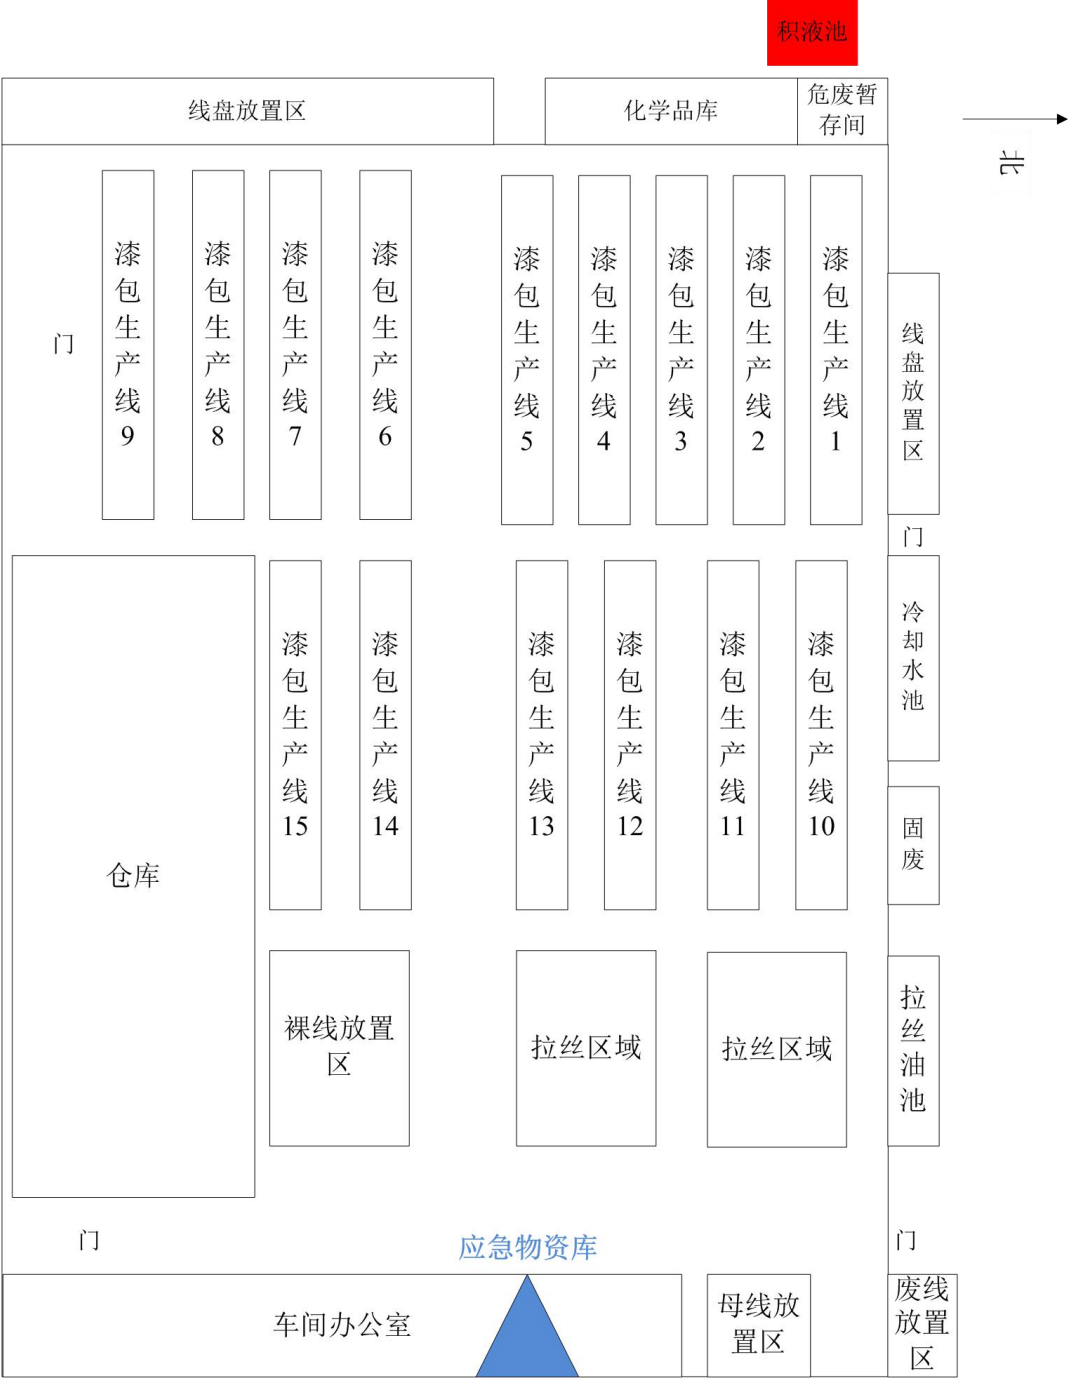 积液池
线盘放置区
化学品库
危废暂
存间
北
漆包生产线9
漆包生产线8
漆包生产线7
漆包生产线6
漆包生产线5
漆包生产线4
漆包生产线3
漆包生产线2
漆包生产线1
门
线盘放置区
门
仓库
漆包生产线15
漆包生产线14
漆包生产线13
漆包生产线12
漆包生产线11
漆包生产线10
冷却水池
固废
裸线放置
区
拉丝区域
拉丝区域
拉丝油池
门
应急物资库
门
车间办公室
母线放
置区
废线
放置
区